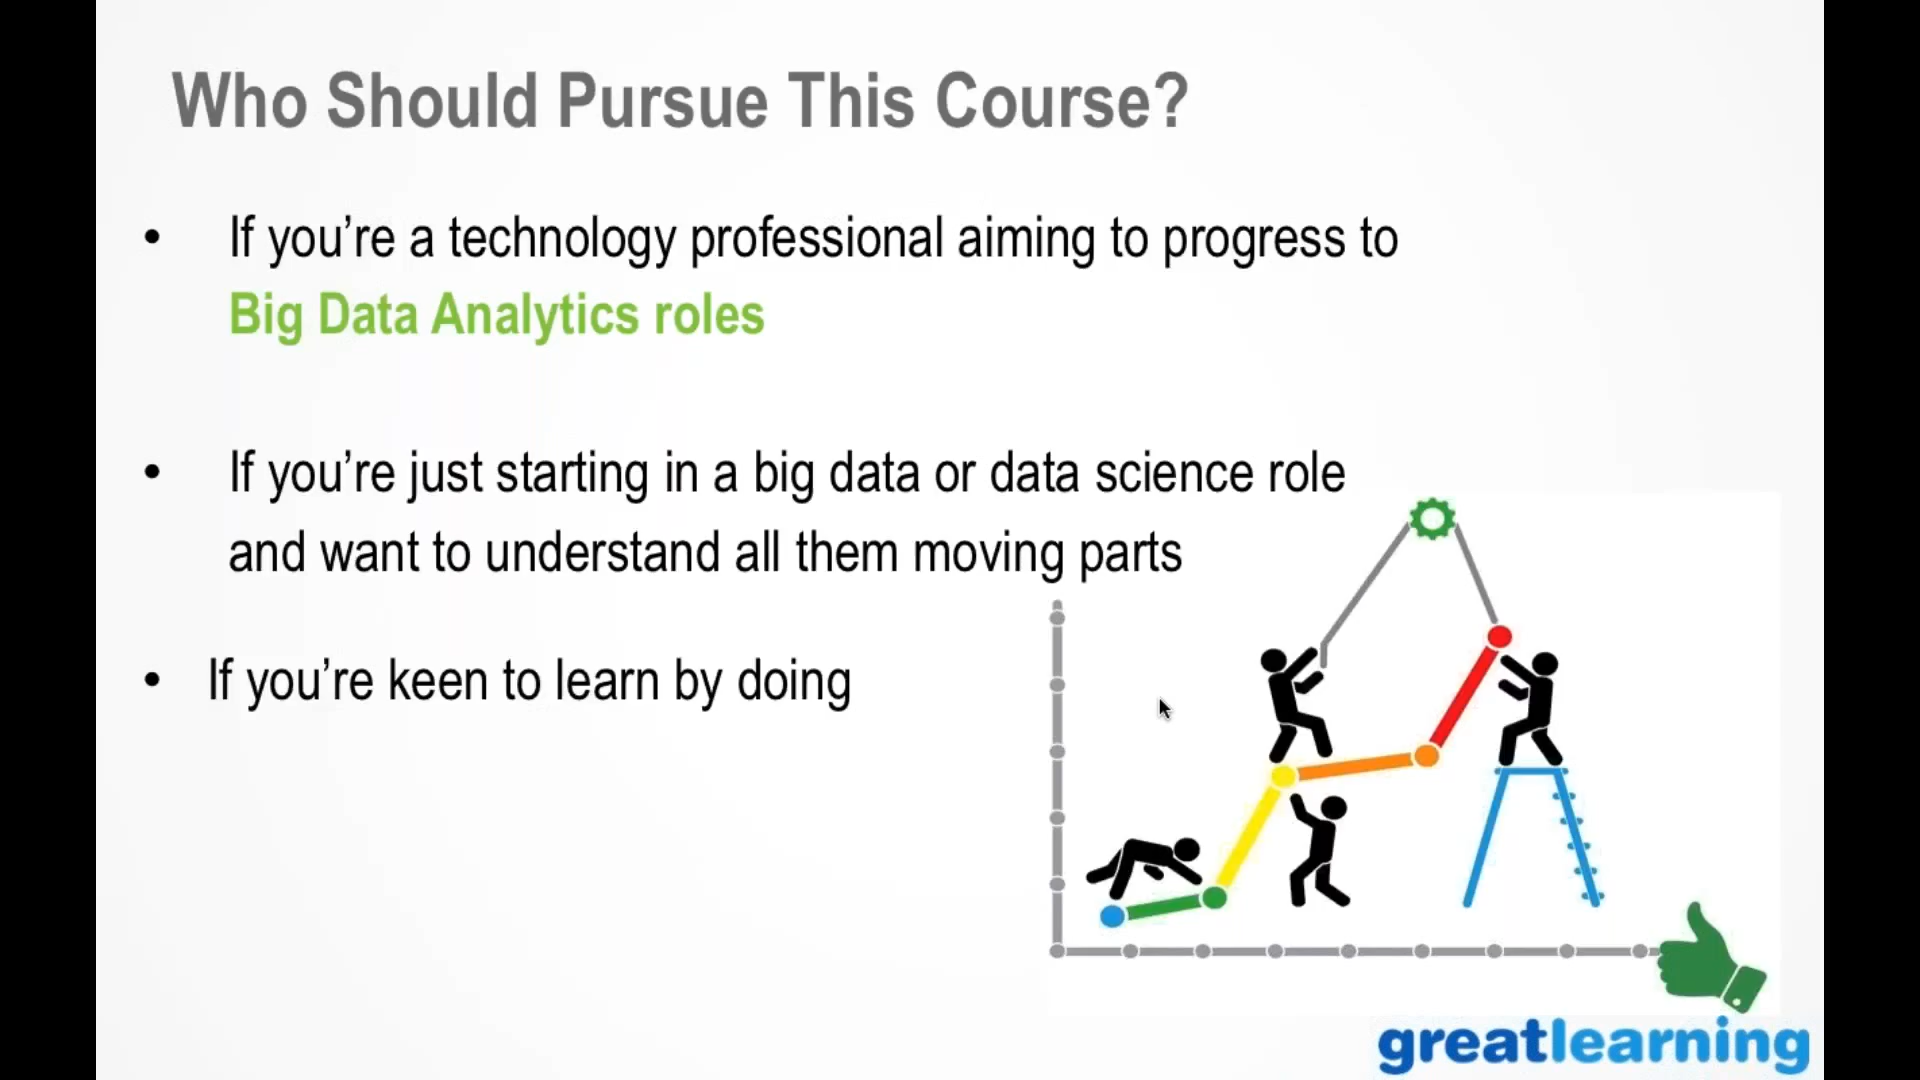 Who Should Pursue This Course?
• If you’re a technology professional aiming to progress to
Big Data Analytics roles
• If you’re just starting in a big data or data science role
and want to understand all them moving parts
• If you’re keen to learn by doing
greatlearning